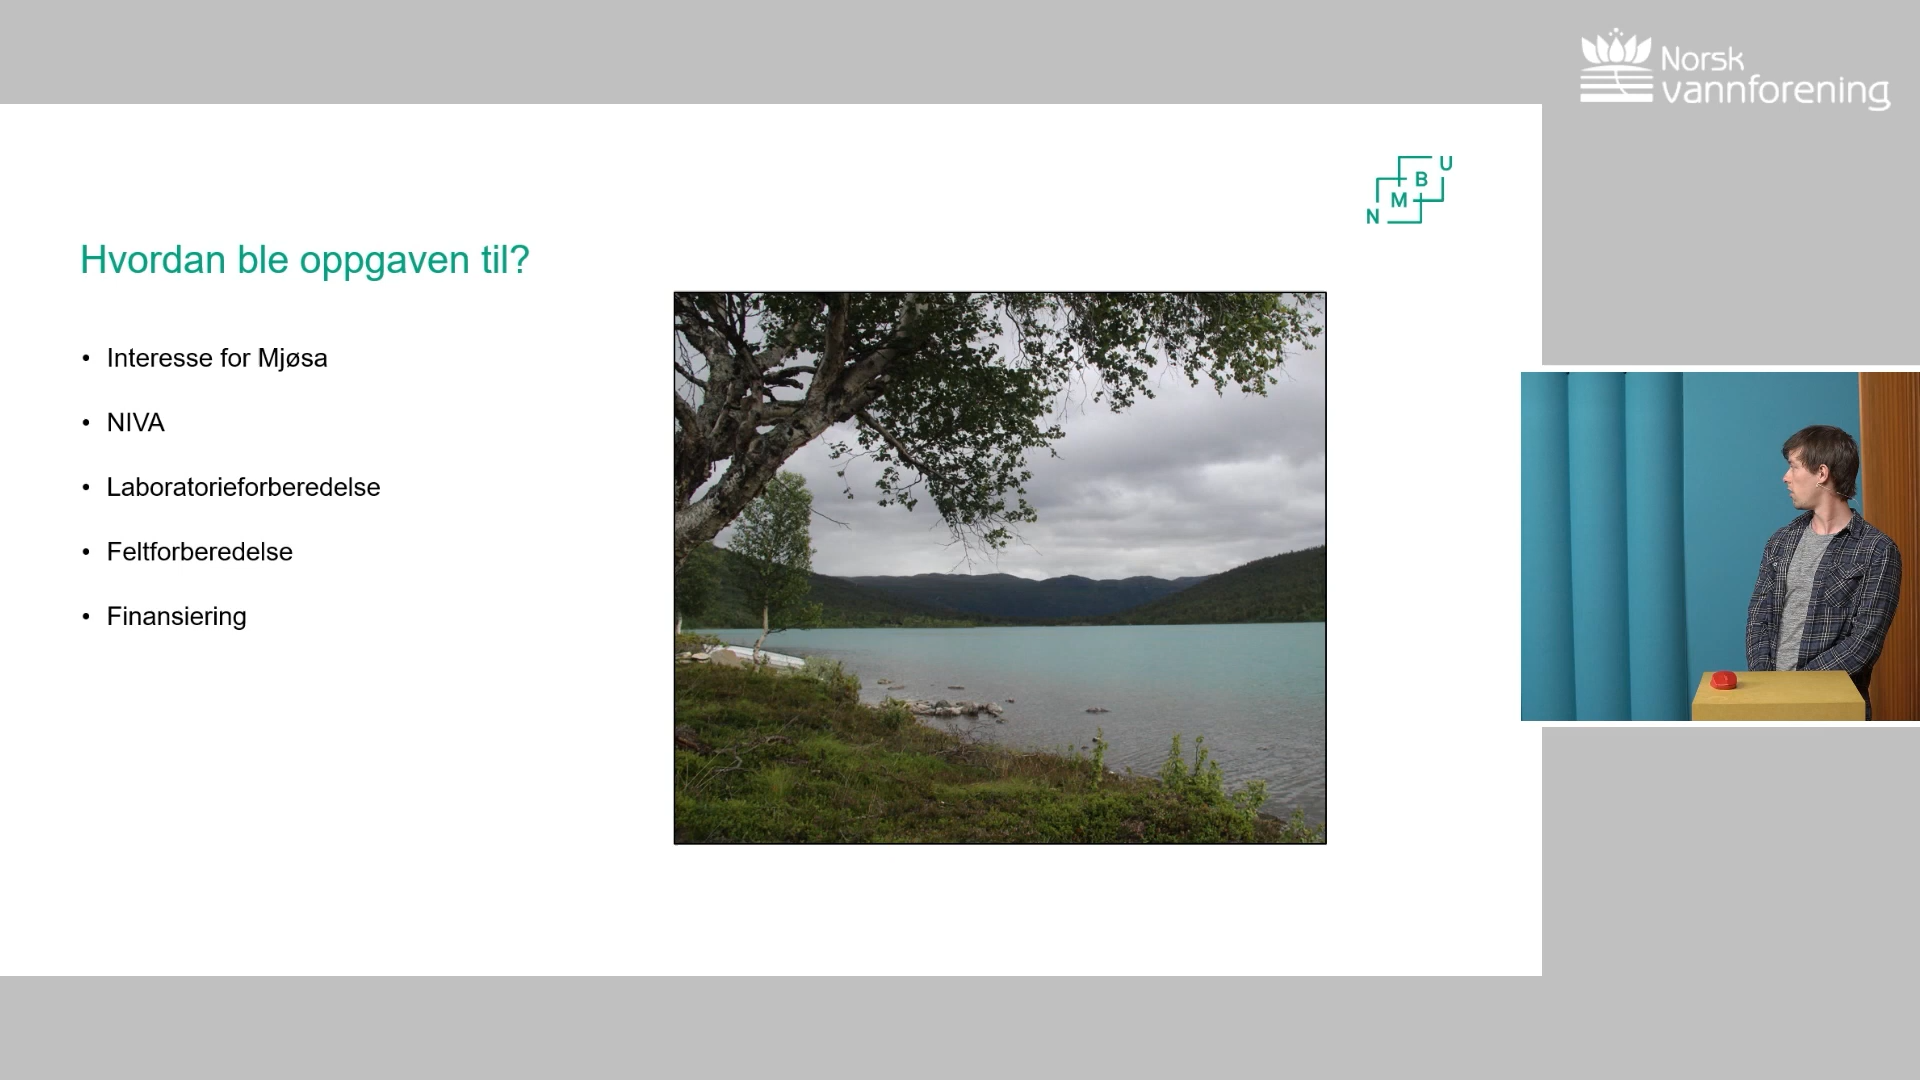 Norsk
vannforening
N M B U
Hvordan ble oppgaven til?
• Interesse for Mjøsa
• NIVA
• Laboratorieforberedelse
• Feltforberedelse
• Finansiering